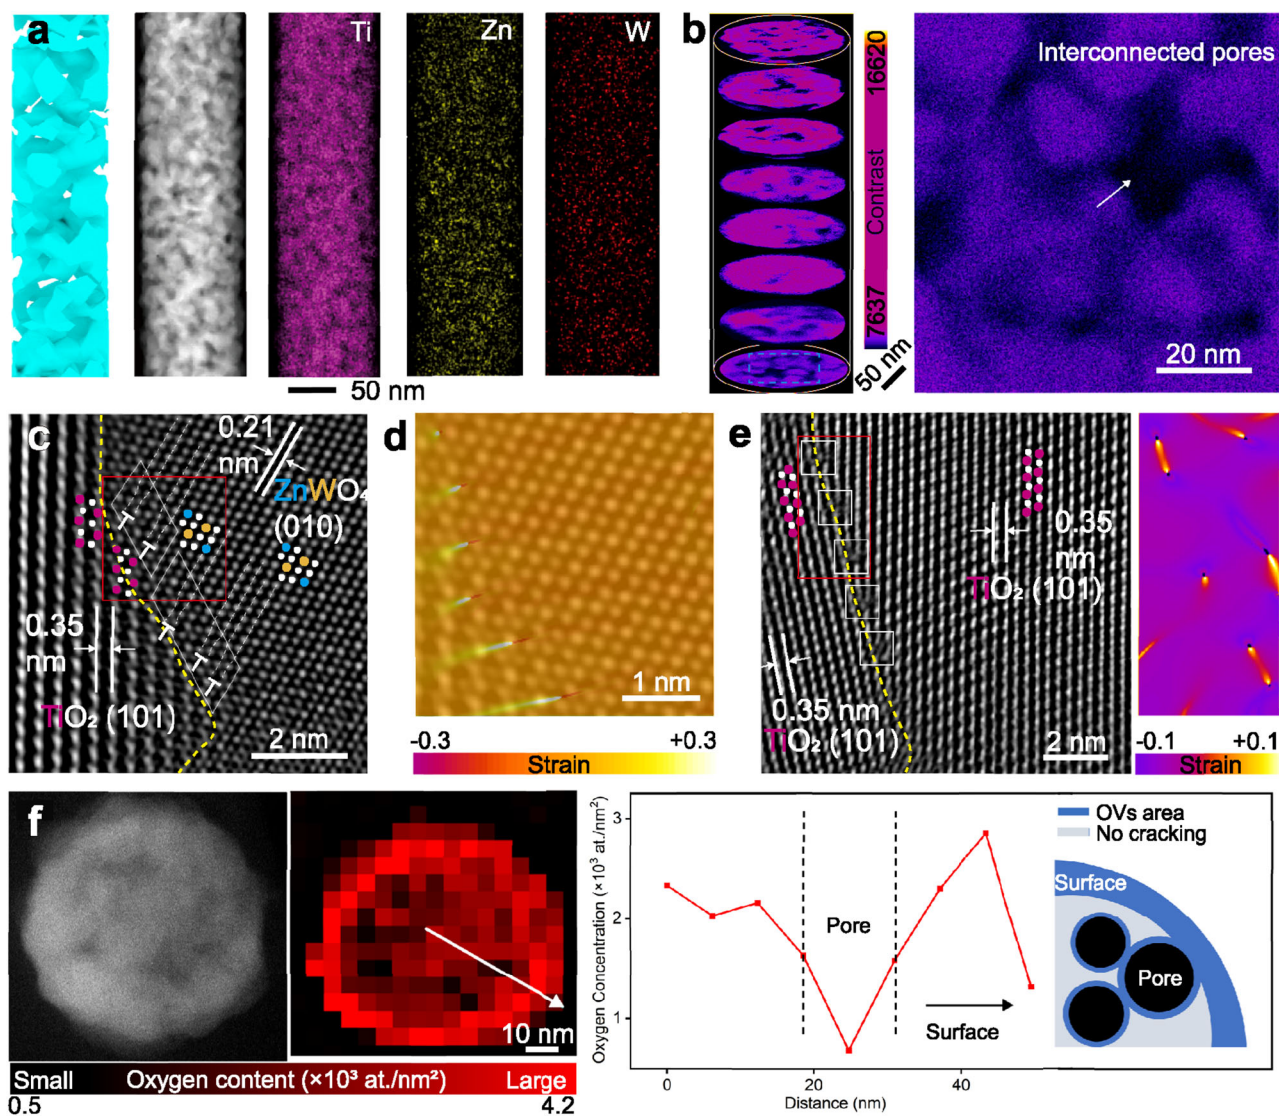 a
Ti
Zn
W
50 nm
b
16620
Contrast
7637
50 nm
Interconnected pores
20 nm
c
0.21
nm
ZnWO₄
(010)
0.35
nm
TiO₂ (101)
2 nm
d
1 nm
-0.3
+0.3
Strain
e
0.35
nm
TiO₂ (101)
0.35 nm
TiO₂ (101)
2 nm
-0.1
+0.1
Strain
f
10 nm
Small
Oxygen content (×10³ at./nm²)
Large
0.5
4.2
Oxygen Concentration (×10³ at./nm²)
3
2
1
0
20
40
Distance (nm)
Pore
Surface
OVs area
No cracking
Surface
Pore